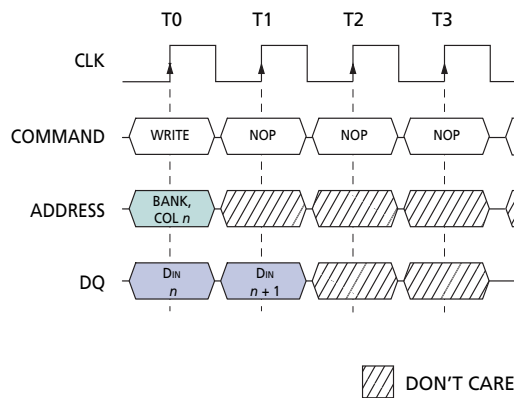 T0 T1 T2 T3
CLK
COMMAND WRITE NOP NOP NOP
BANK,
COL n
ADDRESS
DIN DIN
DQ
n n + 1
DON'T CARE